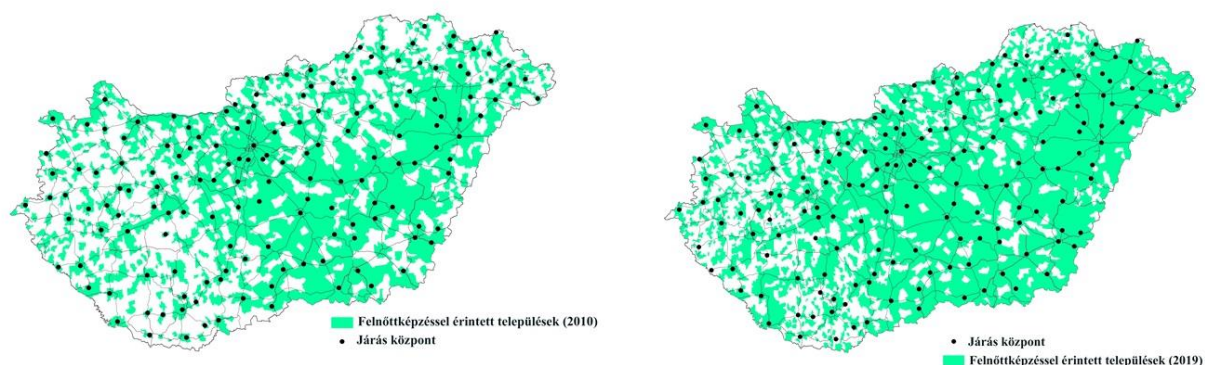 Felnőttképzéssel érintett települések (2010)
Járás központ
Járás központ
Felnőttképzéssel érintett települések (2019)